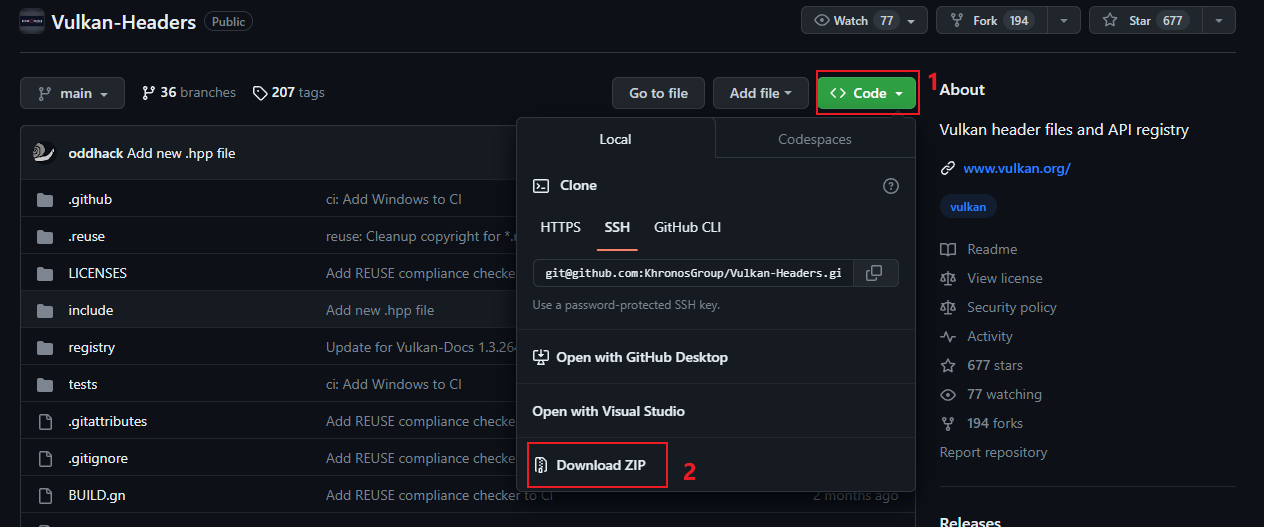 Vulkan-Headers Public Watch 77 Fork 194 Star 677
main 36 branches 207 tags Go to file Add file Code 1
About
Vulkan header files and API registry
www.vulkan.org/
vulkan
Readme
View license
Security policy
Activity
677 stars
77 watching
194 forks
Report repository
Releases
oddhack Add new .hpp file
.github ci: Add Windows to CI
.reuse reuse: Cleanup copyright for *.
LICENSES Add REUSE compliance checke
include Add new .hpp file
registry Update for Vulkan-Docs 1.3.264
tests ci: Add Windows to CI
.gitattributes Add REUSE compliance checke
.gitignore Add REUSE compliance checke
BUILD.gn Add REUSE compliance checker to CI 2 months ago
Local Codespaces
Clone
HTTPS SSH GitHub CLI
git@github.com:KhronosGroup/Vulkan-Headers.gi
Use a password-protected SSH key.
Open with GitHub Desktop
Open with Visual Studio
Download ZIP 2